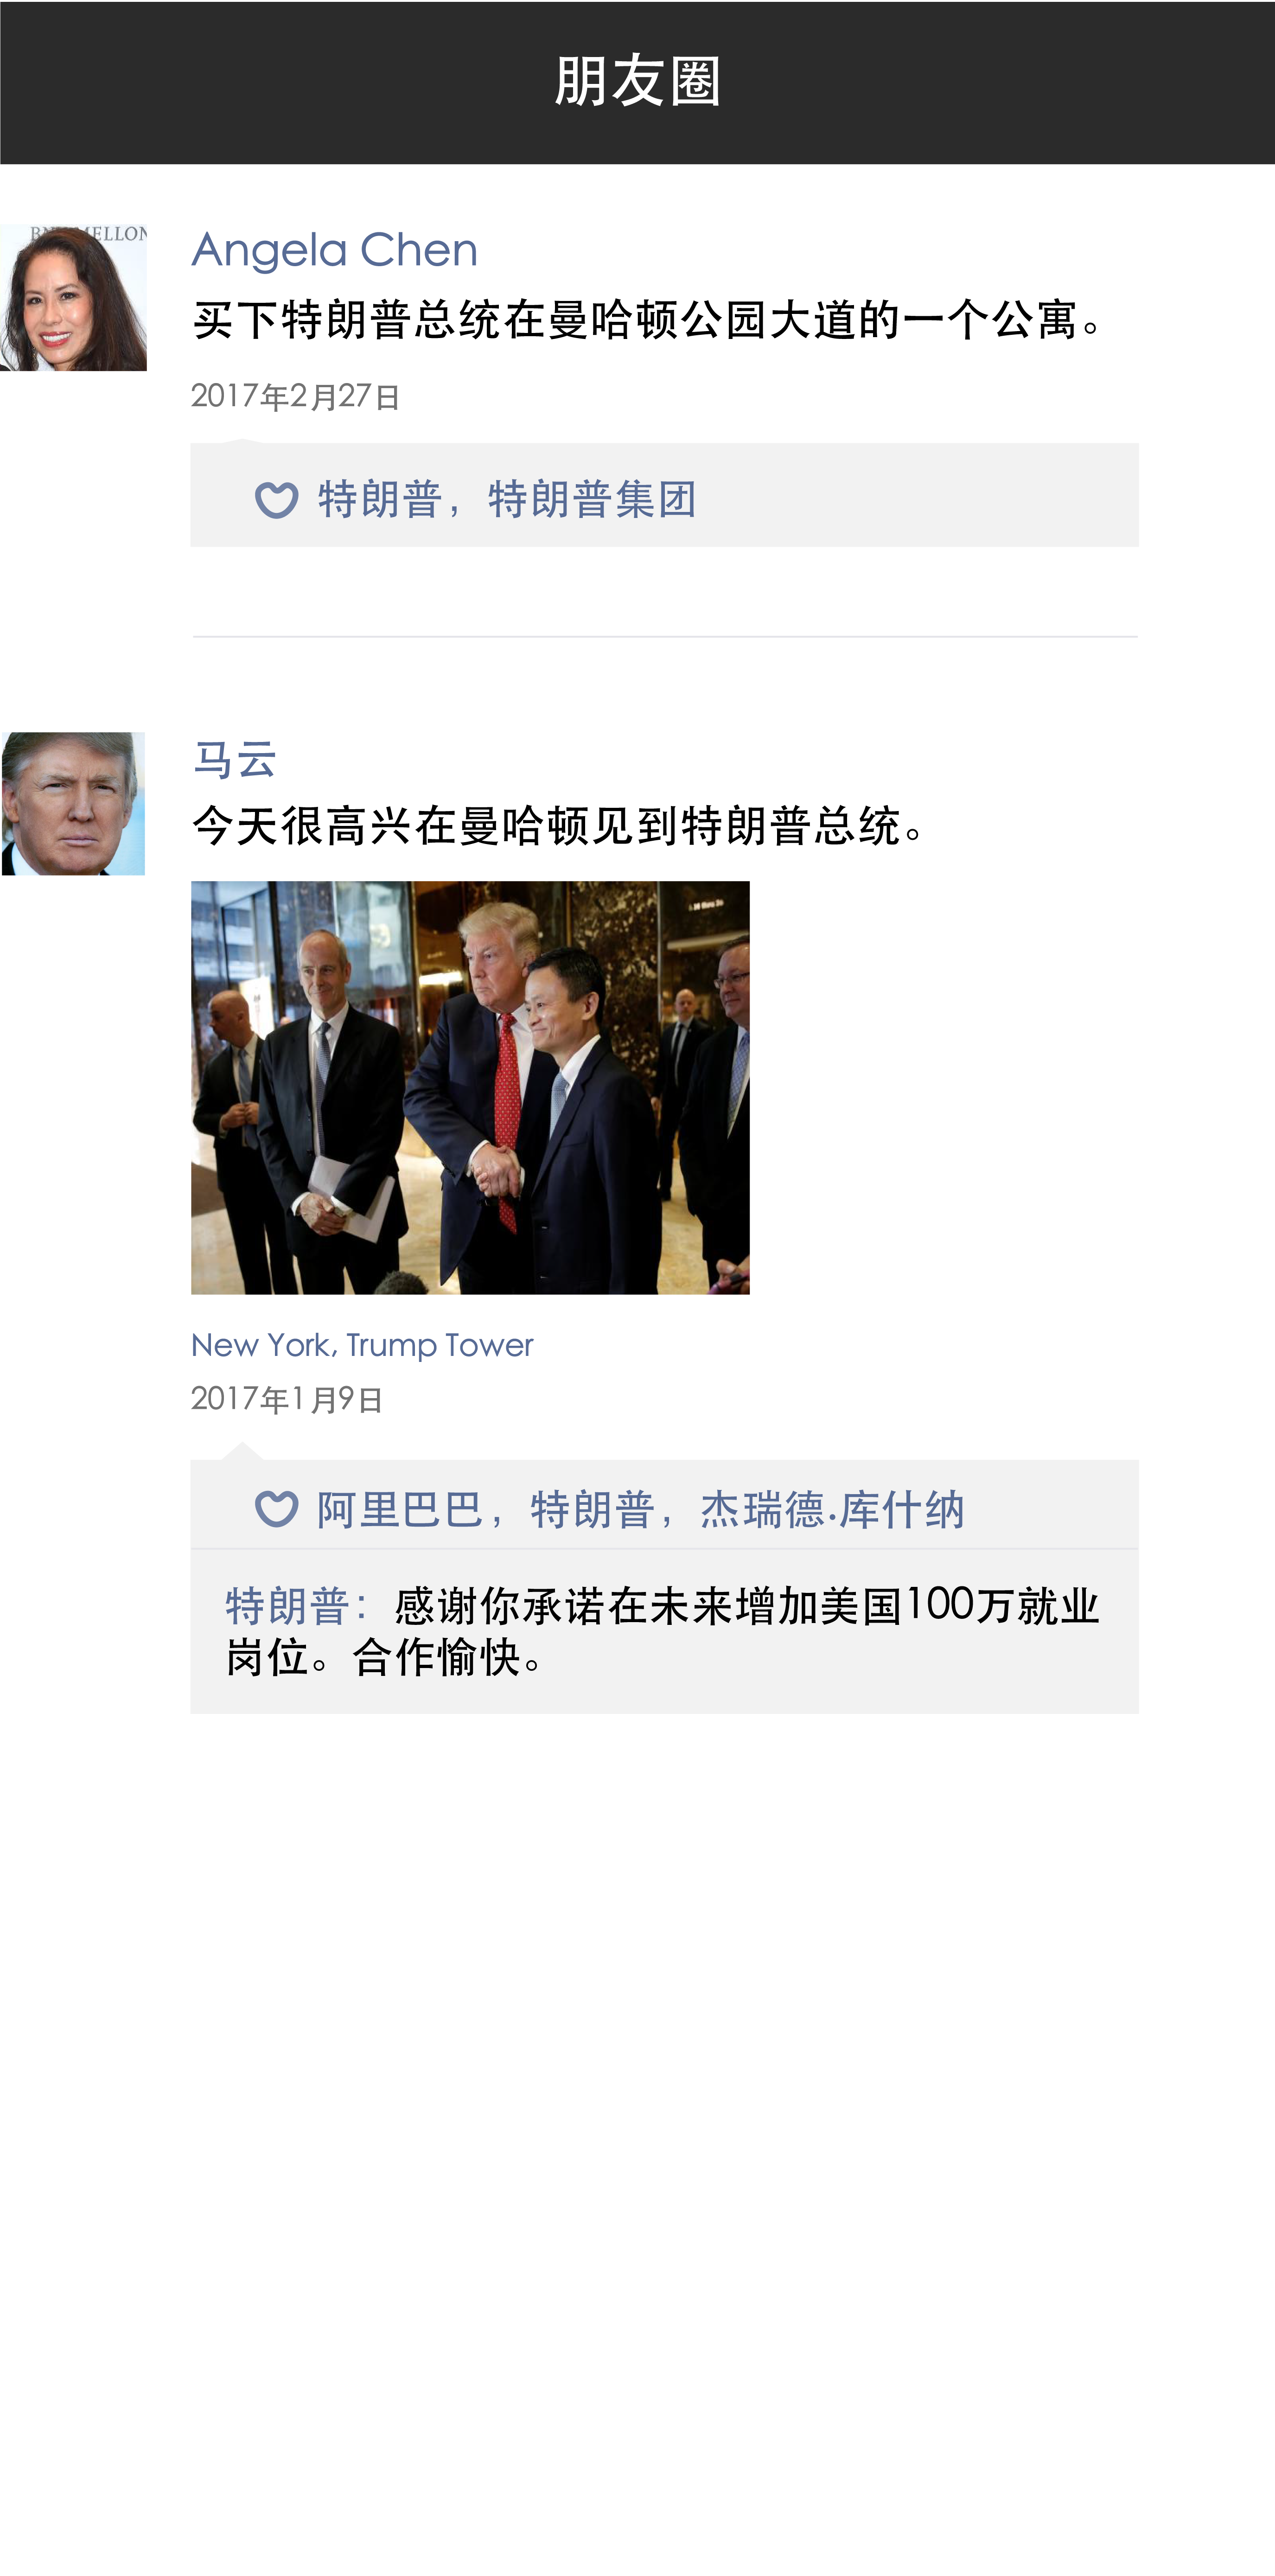 朋友圈
Angela Chen
买下特朗普总统在曼哈顿公园大道的一个公寓。
2017年2月27日
特朗普，特朗普集团
马云
今天很高兴在曼哈顿见到特朗普总统。
New York, Trump Tower
2017年1月9日
阿里巴巴，特朗普，杰瑞德.库什纳
特朗普：感谢你承诺在未来增加美国100万就业
岗位。合作愉快。